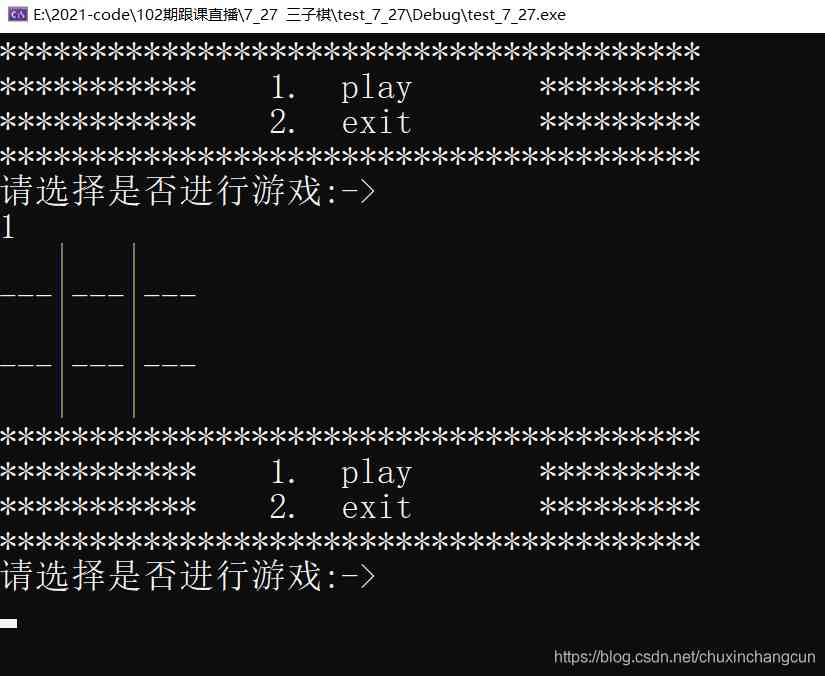 E:\2021-code\102期跟课直播\7_27 三子棋\test_7_27\Debug\test_7_27.exe
***************************************
***********    1.  play       *********
***********    2.  exit       *********
***************************************
请选择是否进行游戏:->
1
   |   |
---|---|---
   |   |
---|---|---
   |   |
***************************************
***********    1.  play       *********
***********    2.  exit       *********
***************************************
请选择是否进行游戏:->
https://blog.csdn.net/chuxinchangcun